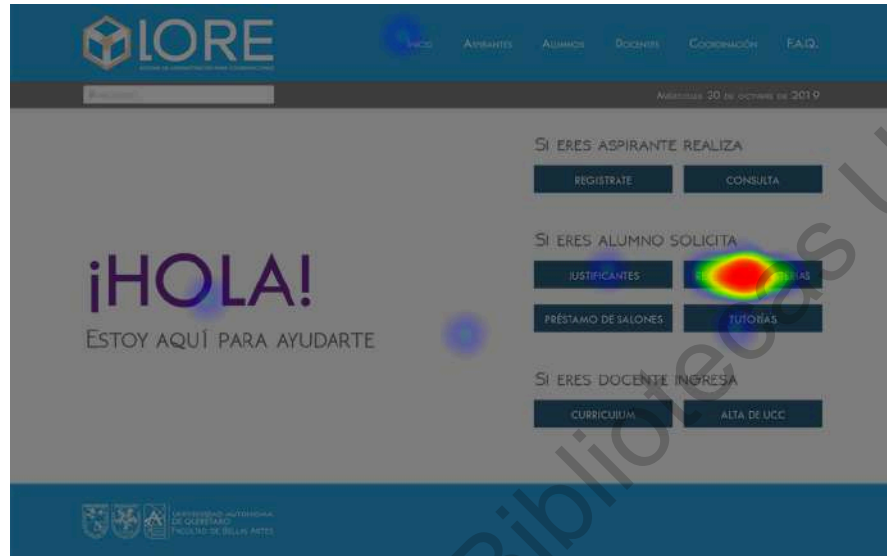 LORE
INICIO ASPIRANTES ALUMNOS DOCENTES COORDINACIÓN F.A.Q.
30 DE OCTUBRE DE 2019
SI ERES ASPIRANTE REALIZA
REGISTRATE CONSULTA
SI ERES ALUMNO SOLICITA
JUSTIFICANTES
¡HOLA!
PRÉSTAMO DE SALONES TUTORÍAS
ESTOY AQUÍ PARA AYUDARTE
SI ERES DOCENTE INGRESA
CURRICULUM ALTA DE UCC
UNIVERSIDAD AUTÓNOMA
DE QUERÉTARO
FACULTAD DE BELLAS ARTES
Bibliotecas